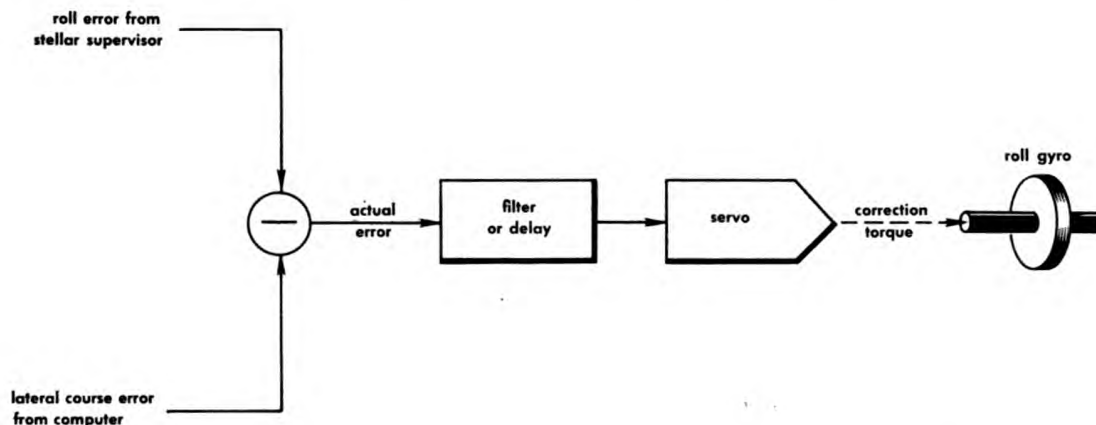 roll error from
stellar supervisor
roll gyro
actual
error
filter
or delay
servo
correction
torque
lateral course error
from computer